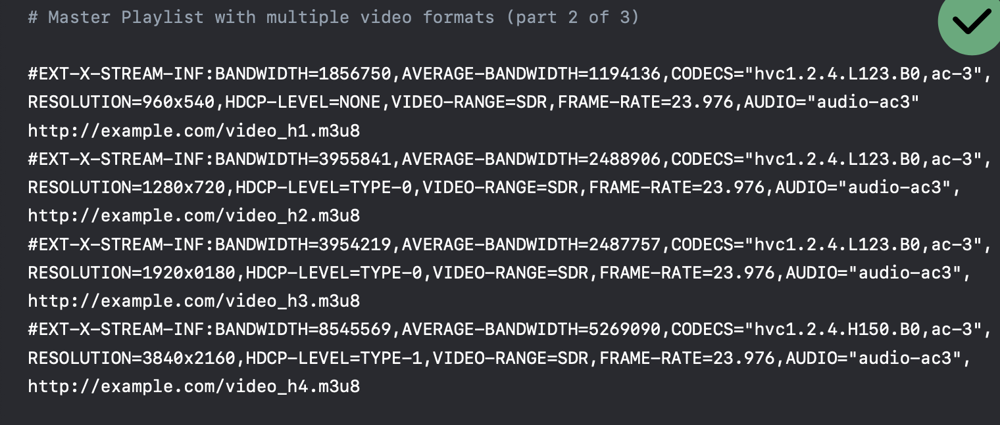 # Master Playlist with multiple video formats (part 2 of 3)
#EXT-X-STREAM-INF:BANDWIDTH=1856750,AVERAGE-BANDWIDTH=1194136,CODECS="hvc1.2.4.L123.B0,ac-3",
RESOLUTION=960x540,HDCP-LEVEL=NONE,VIDEO-RANGE=SDR,FRAME-RATE=23.976,AUDIO="audio-ac3"
http://example.com/video_h1.m3u8
#EXT-X-STREAM-INF:BANDWIDTH=3955841,AVERAGE-BANDWIDTH=2488906,CODECS="hvc1.2.4.L123.B0,ac-3",
RESOLUTION=1280x720,HDCP-LEVEL=TYPE-0,VIDEO-RANGE=SDR,FRAME-RATE=23.976,AUDIO="audio-ac3",
http://example.com/video_h2.m3u8
#EXT-X-STREAM-INF:BANDWIDTH=3954219,AVERAGE-BANDWIDTH=2487757,CODECS="hvc1.2.4.L123.B0,ac-3",
RESOLUTION=1920x0180,HDCP-LEVEL=TYPE-0,VIDEO-RANGE=SDR,FRAME-RATE=23.976,AUDIO="audio-ac3",
http://example.com/video_h3.m3u8
#EXT-X-STREAM-INF:BANDWIDTH=8545569,AVERAGE-BANDWIDTH=5269090,CODECS="hvc1.2.4.H150.B0,ac-3",
RESOLUTION=3840x2160,HDCP-LEVEL=TYPE-1,VIDEO-RANGE=SDR,FRAME-RATE=23.976,AUDIO="audio-ac3",
http://example.com/video_h4.m3u8